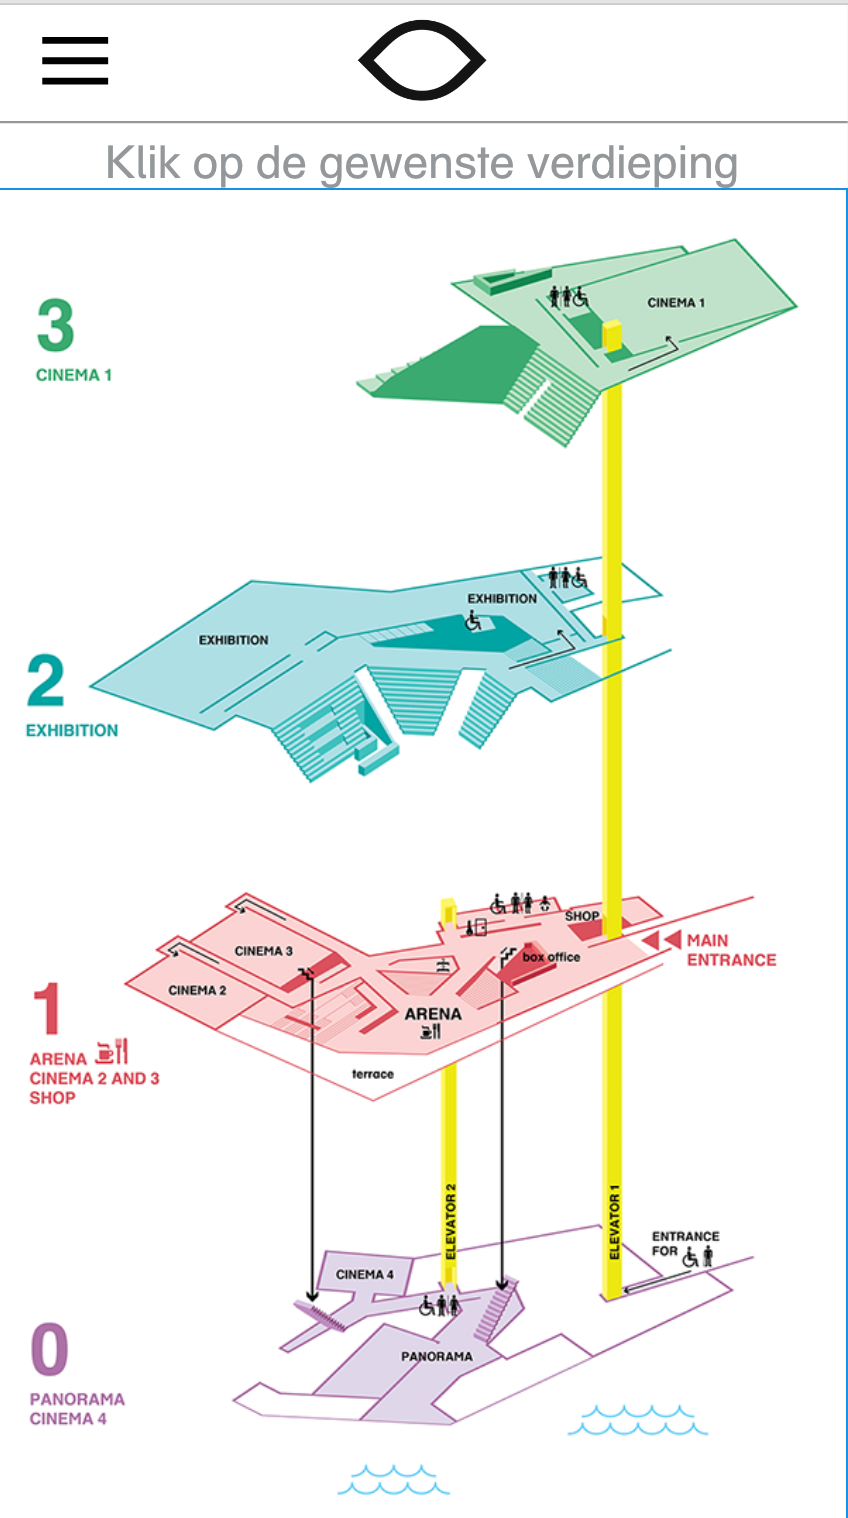 Klik op de gewenste verdieping
3
CINEMA 1
CINEMA 1
EXHIBITION
EXHIBITION
2
EXHIBITION
SHOP
MAIN
ENTRANCE
CINEMA 3
box office
CINEMA 2
1
ARENA
ARENA
CINEMA 2 AND 3
SHOP
terrace
ELEVATOR 2
ELEVATOR 1
ENTRANCE
FOR
CINEMA 4
0
PANORAMA
PANORAMA
CINEMA 4